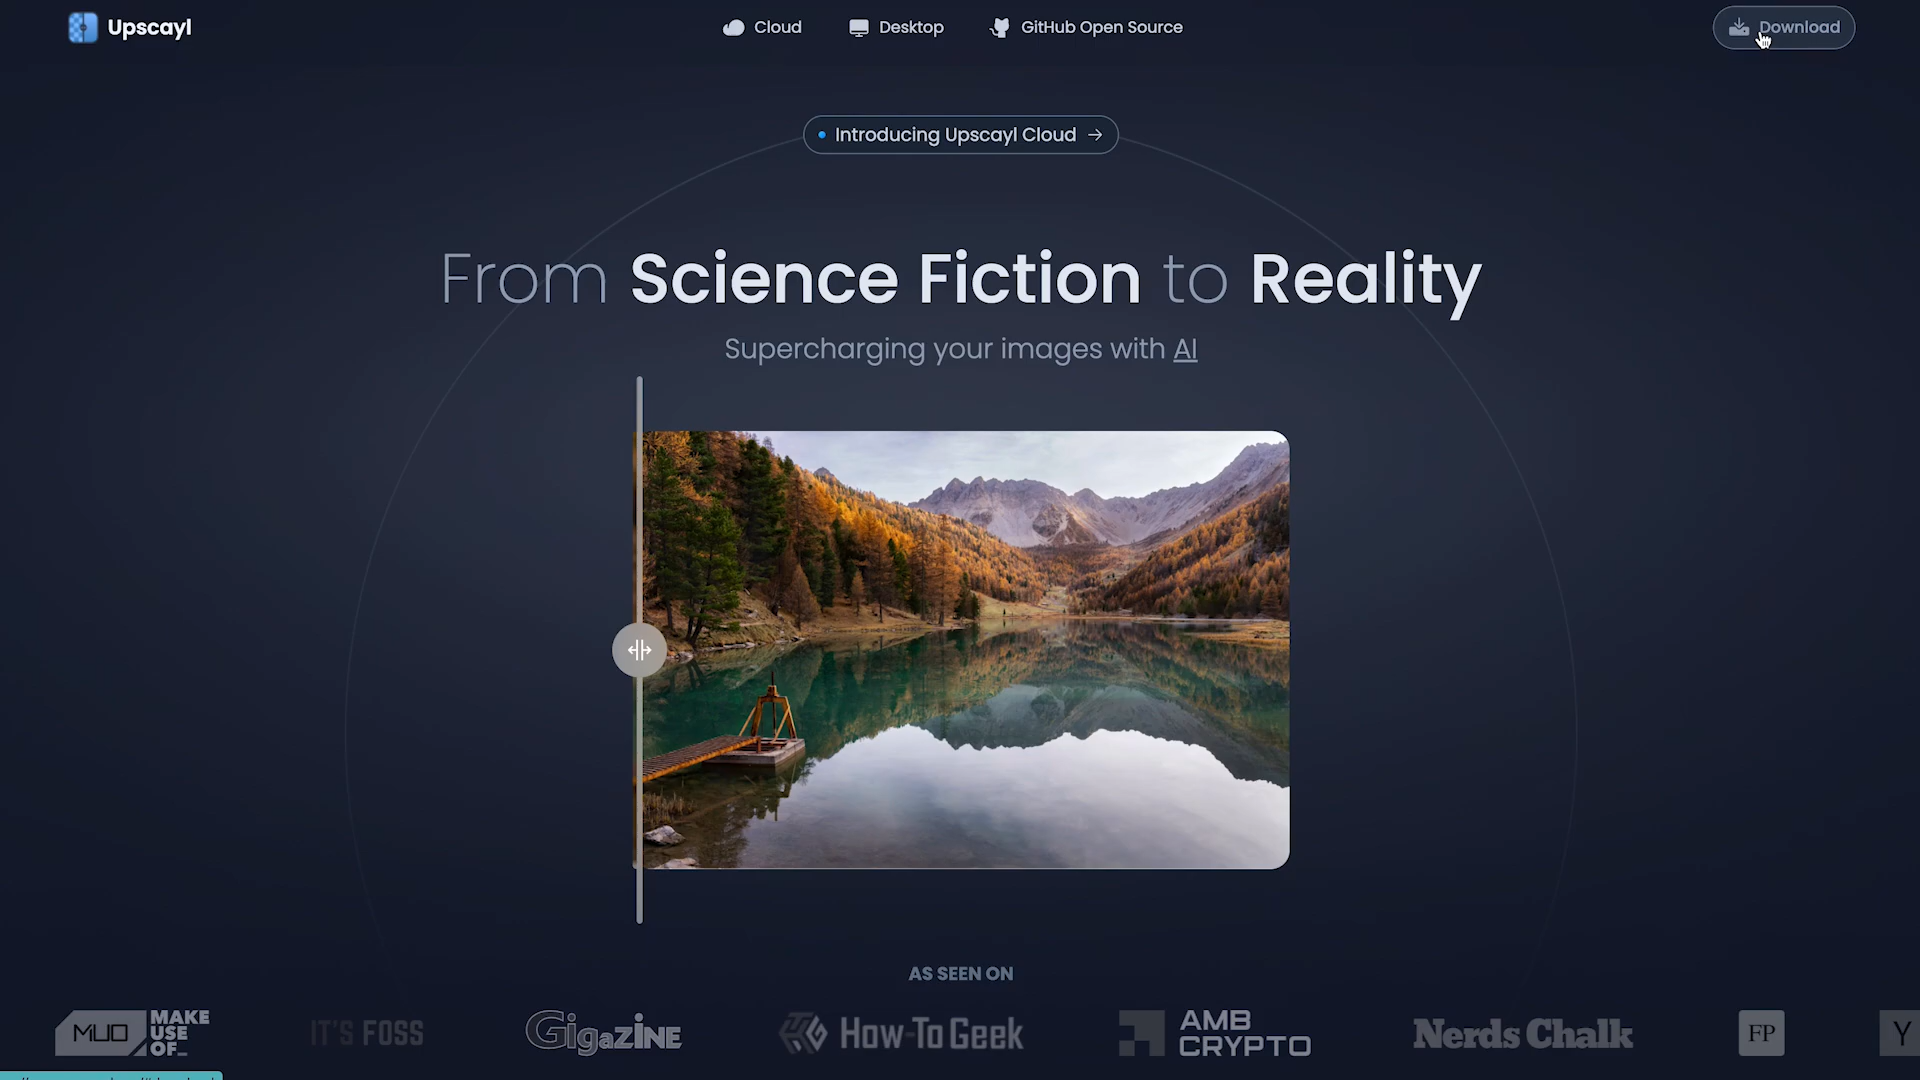 Upscayl
Cloud
Desktop
GitHub Open Source
Download
Introducing Upscayl Cloud →
From Science Fiction to Reality
Supercharging your images with AI
AS SEEN ON
MUO
MAKE
USE
OF_
IT'S FOSS
GIGAZINE
How-To Geek
AMB
CRYPTO
Nerds Chalk
FP
Y